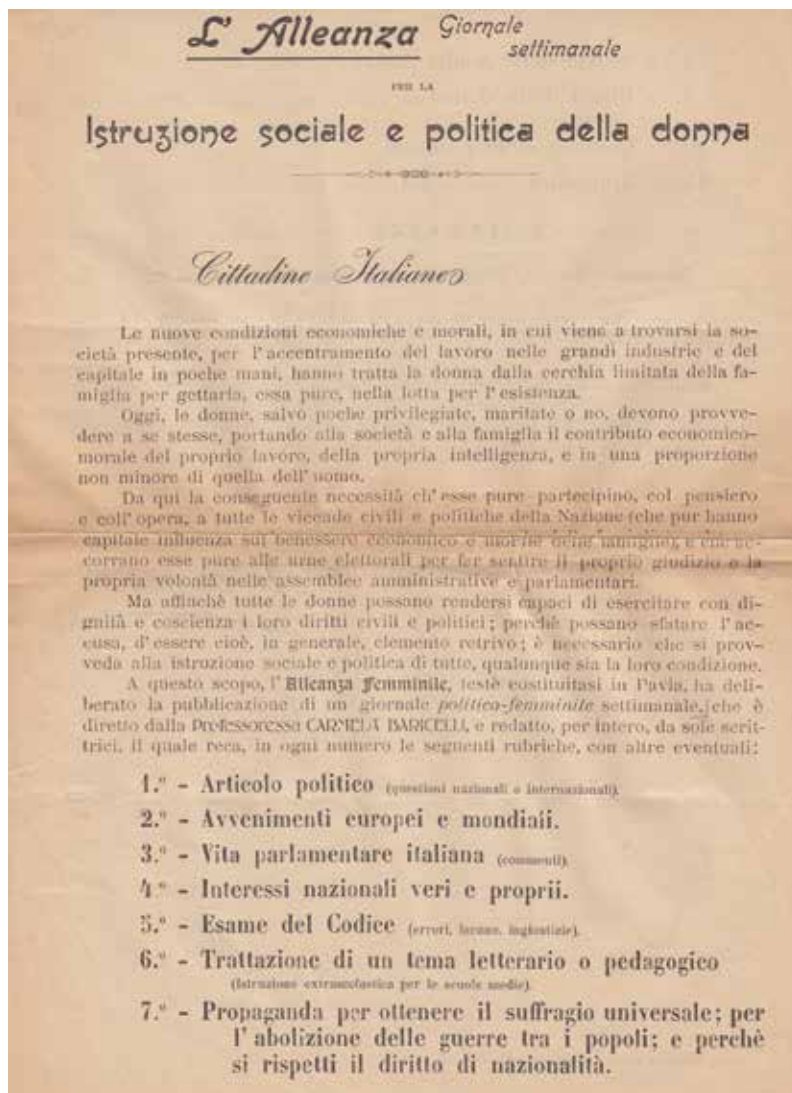 L' Alleanza Giornale
settimanale
PER LA
Istruzione sociale e politica della donna
Cittadine Italiane
Le nuove condizioni economiche e morali, in cui viene a trovarsi la so-
cietà presente, per l'accentramento del lavoro nelle grandi industrie e del
capitale in poche mani, hanno tratta la donna dalla cerchia limitata della fa-
miglia per gettarla, essa pure, nella lotta per l'esistenza.
Oggi, le donne, salvo poche privilegiate, maritate o no, devono provve-
dere a se stesse, portando alla società e alla famiglia il contributo economico-
morale del proprio lavoro, della propria intelligenza, e in una proporzione
non minore di quella dell'uomo.
Da qui la conseguente necessità ch'esse pure partecipino, col pensiero
e coll'opera, a tutte le vicende civili e politiche della Nazione (che pur hanno
capitale influenza sul benessere economico e morale delle famiglie), e che ac-
corrano esse pure alle urne elettorali per far sentire il proprio giudizio e la
propria volontà nelle assemblee amministrative e parlamentari.
Ma affinchè tutte le donne possano rendersi capaci di esercitare con di-
gnità e coscienza i loro diritti civili e politici; perchè possano sfatare l'ac-
cusa, d'essere cioè, in generale, elemento retrivo; è necessario che si prov-
veda alla istruzione sociale e politica di tutte, qualunque sia la loro condizione.
A questo scopo, l'Alleanza Femminile, testè costituitasi in Pavia, ha deli-
berato la pubblicazione di un giornale politico-femminile settimanale, che è
diretto dalla Professoressa CARMELA BARICELLI, e redatto, per intero, da sole scrit-
trici, il quale reca, in ogni numero le seguenti rubriche, con altre eventuali:
1.° - Articolo politico (questioni nazionali o internazionali).
2.° - Avvenimenti europei e mondiali.
3.° - Vita parlamentare italiana (commenti).
4.° - Interessi nazionali veri e proprii.
5.° - Esame del Codice (errori, lacune, ingiustizie).
6.° - Trattazione di un tema letterario o pedagogico
(Istruzione extrascolastica per le scuole medie).
7.° - Propaganda per ottenere il suffragio universale; per
l'abolizione delle guerre tra i popoli; e perchè
si rispetti il diritto di nazionalità.